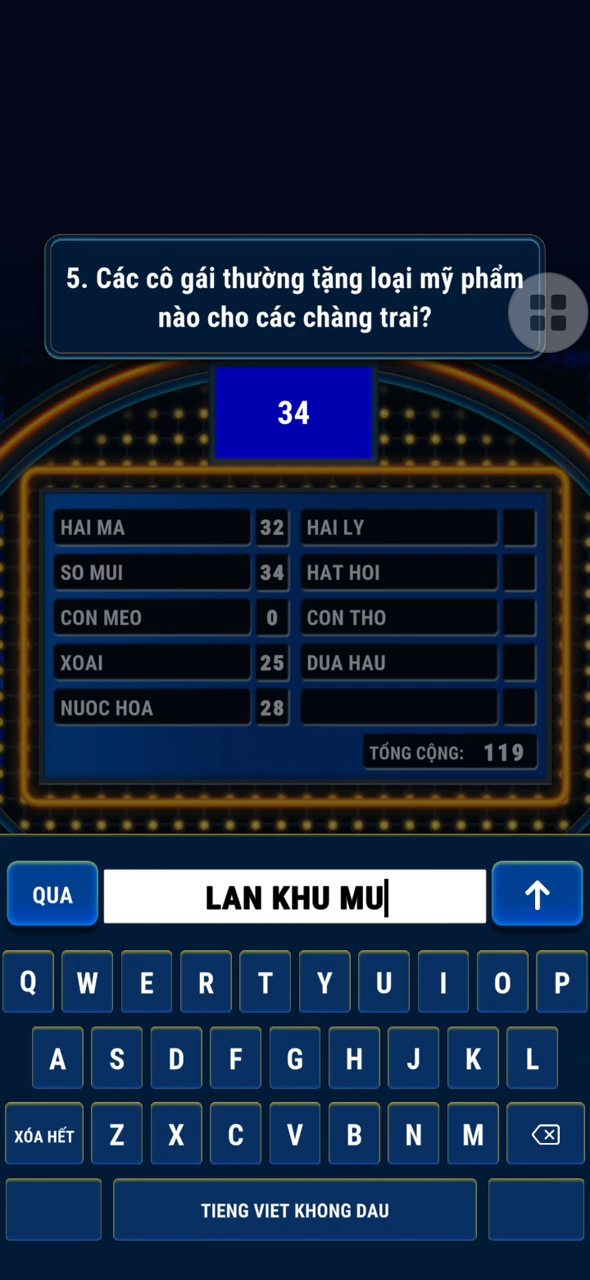 5. Các cô gái thường tặng loại mỹ phẩm
nào cho các chàng trai?
34
HAI MA 32 HAI LY
SO MUI 34 HAT HOI
CON MEO 0 CON THO
XOAI 25 DUA HAU
NUOC HOA 28
TỔNG CỘNG: 119
QUA LAN KHU MU
Q W E R T Y U I O P
A S D F G H J K L
XÓA HẾT Z X C V B N M
TIENG VIET KHONG DAU